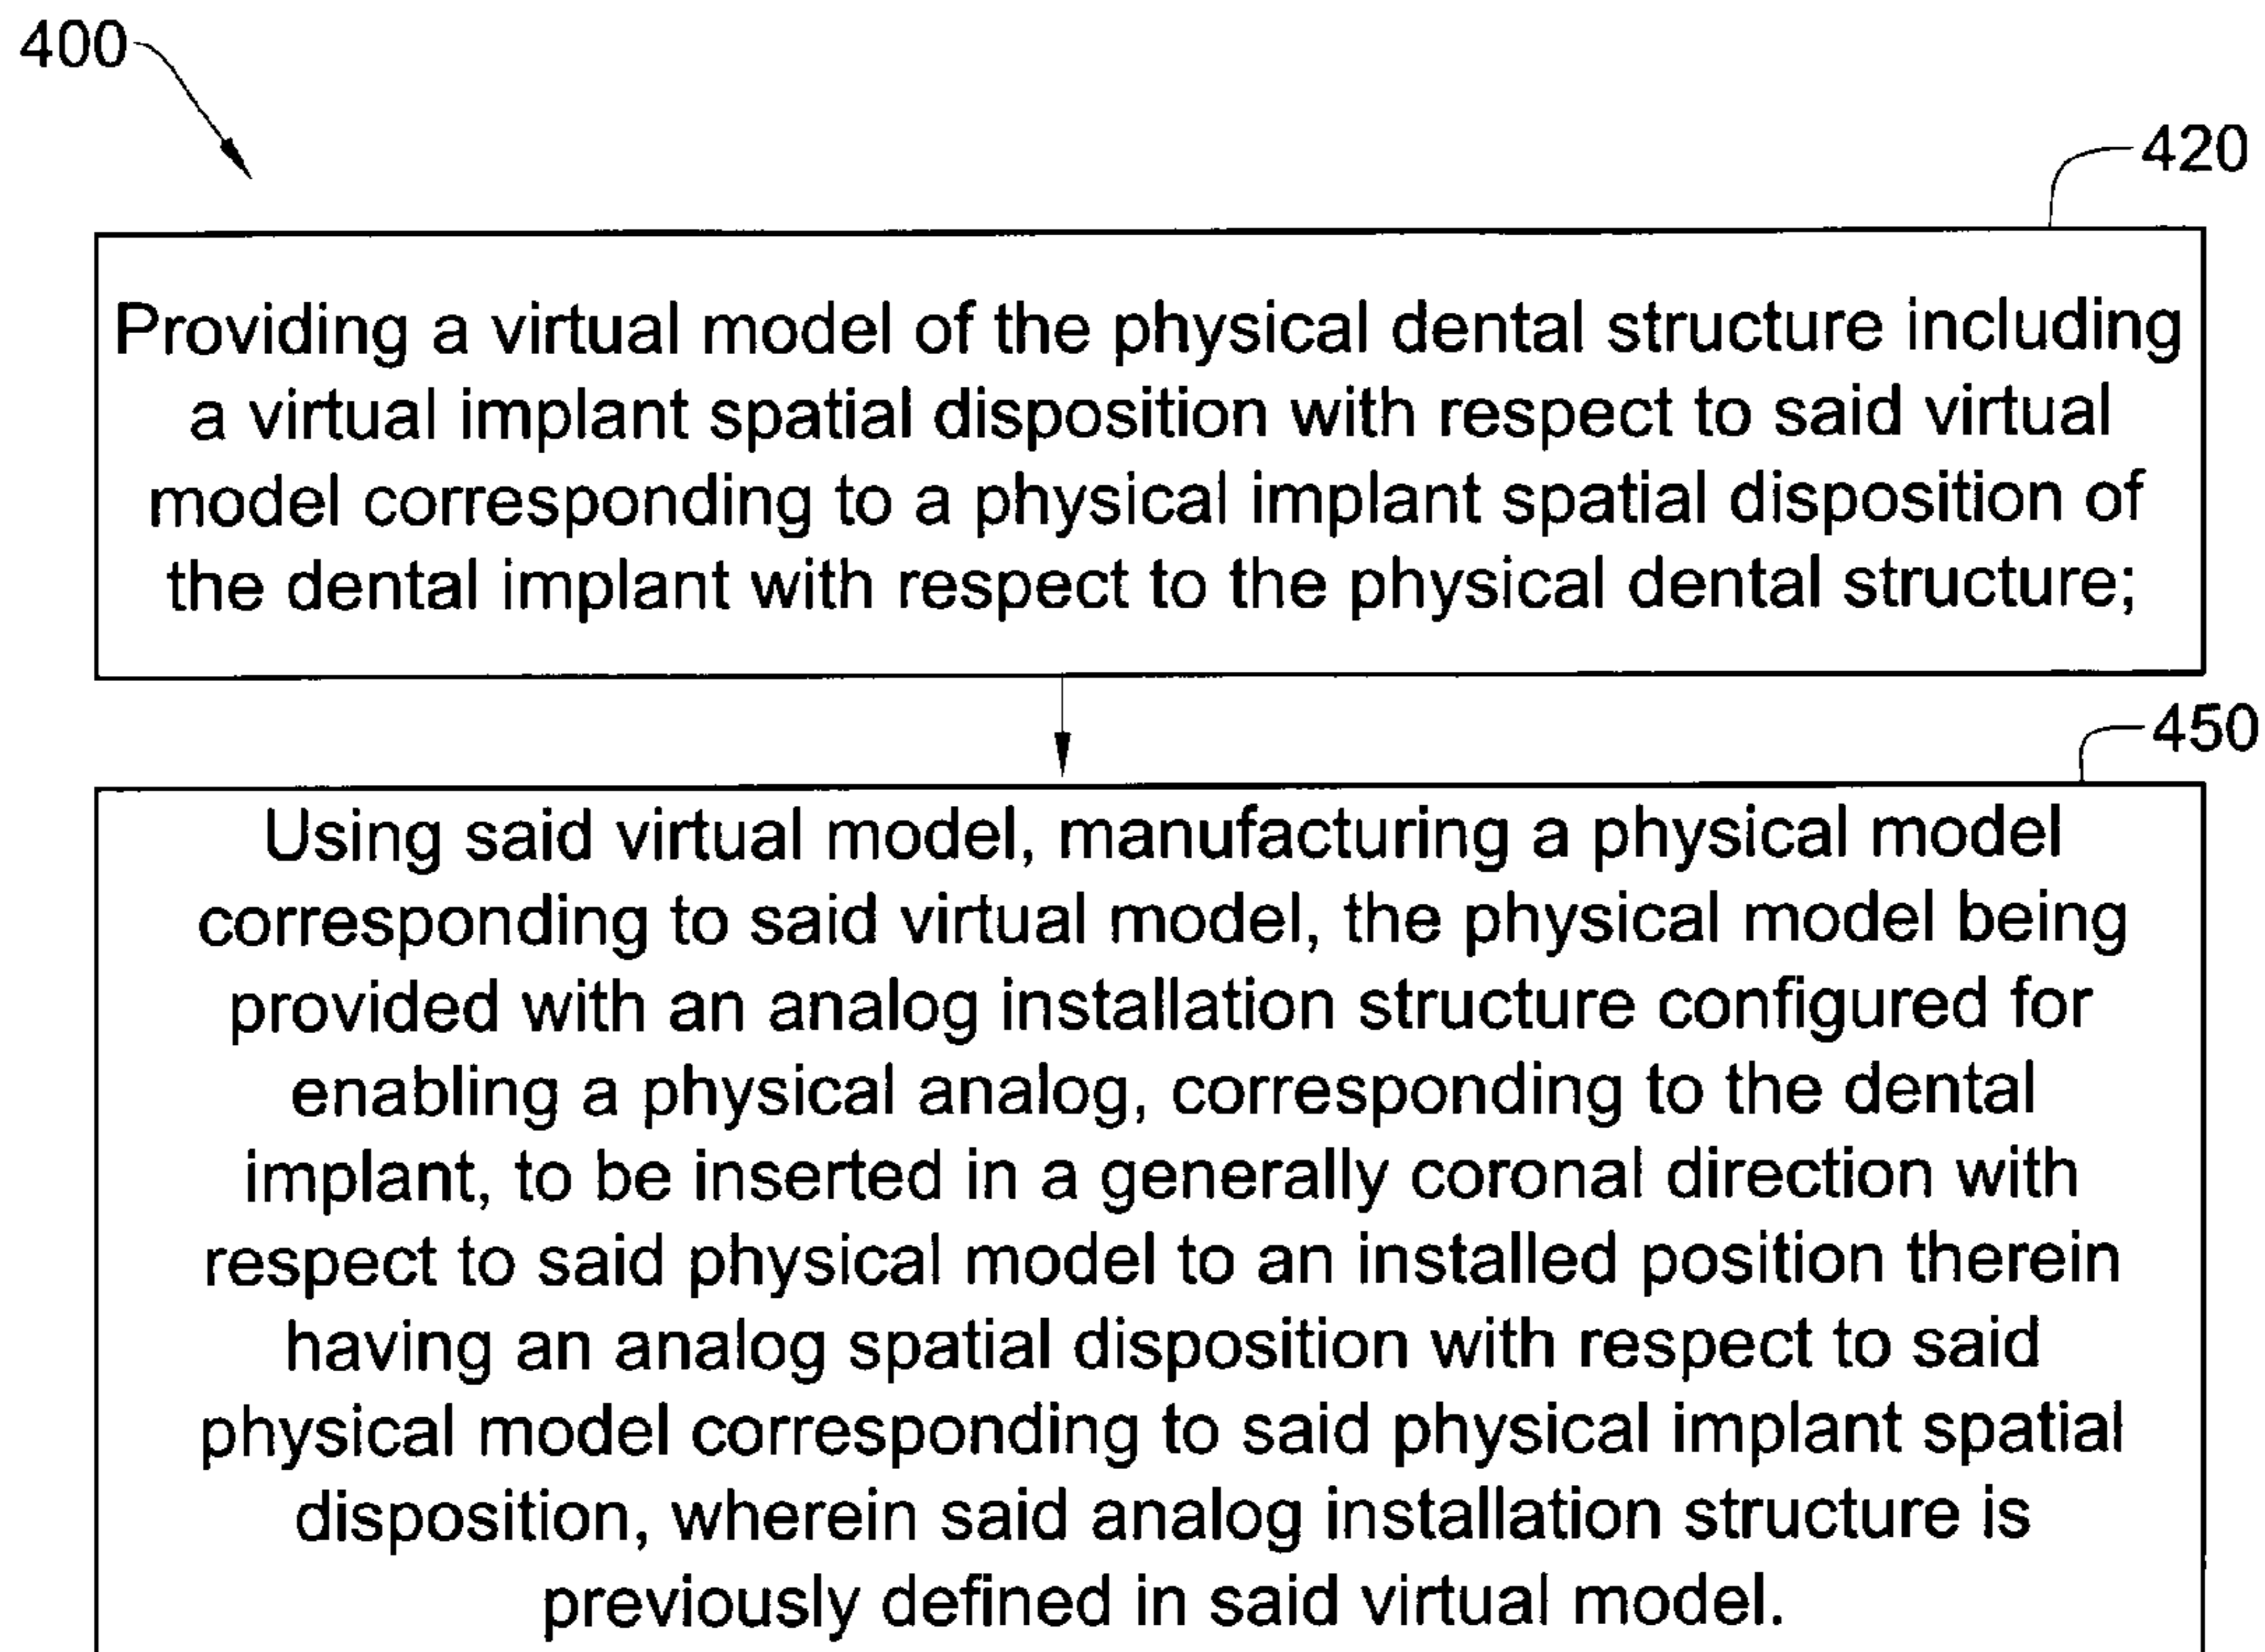 400
420
Providing a virtual model of the physical dental structure including
a virtual implant spatial disposition with respect to said virtual
model corresponding to a physical implant spatial disposition of
the dental implant with respect to the physical dental structure;
450
Using said virtual model, manufacturing a physical model
corresponding to said virtual model, the physical model being
provided with an analog installation structure configured for
enabling a physical analog, corresponding to the dental
implant, to be inserted in a generally coronal direction with
respect to said physical model to an installed position therein
having an analog spatial disposition with respect to said
physical model corresponding to said physical implant spatial
disposition, wherein said analog installation structure is
previously defined in said virtual model.